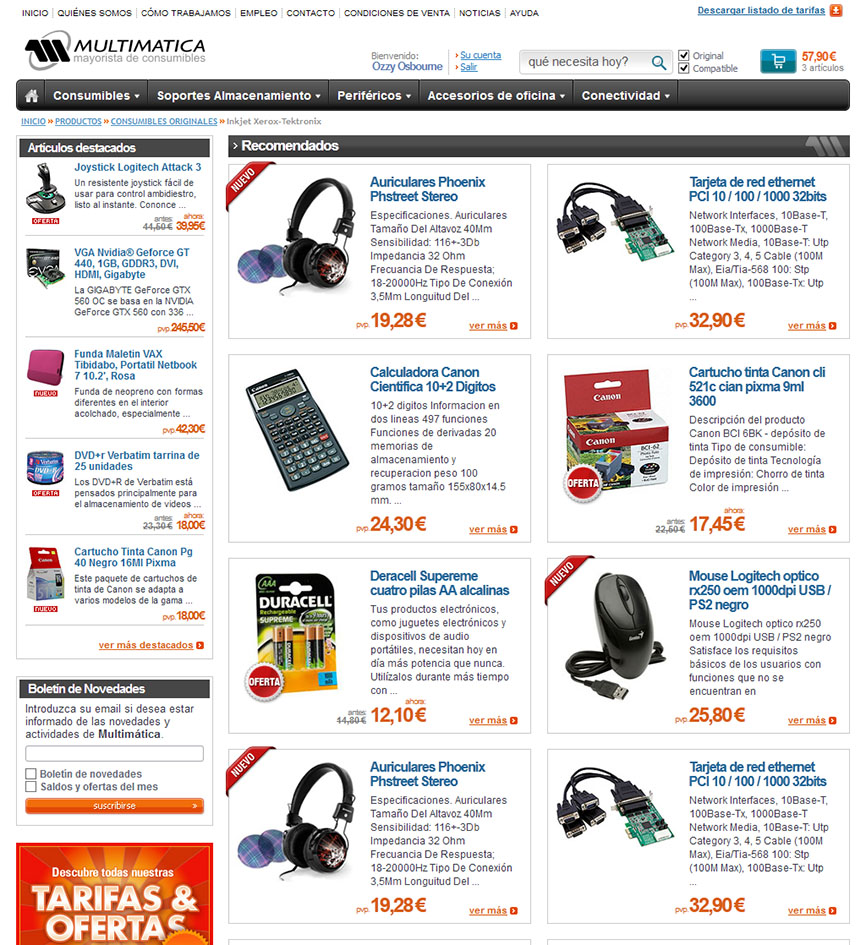 INICIO | QUIÉNES SOMOS | CÓMO TRABAJAMOS | EMPLEO | CONTACTO | CONDICIONES DE VENTA | NOTICIAS | AYUDA
Descargar listado de tarifas
MULTIMATICA
mayorista de consumibles
Bienvenido:
Ozzy Osbourne
Su cuenta
Salir
qué necesita hoy?
Original
Compatible
57,90€
3 artículos
Consumibles
Soportes Almacenamiento
Periféricos
Accesorios de oficina
Conectividad
INICIO » PRODUCTOS » CONSUMIBLES ORIGINALES » Inkjet Xerox-Tektronix
Artículos destacados
Joystick Logitech Attack 3
Un resistente joystick fácil de
usar para control ambidiestro,
listo al instante. Cononce ...
OFERTA
antes: 44,50 €
ahora: 39,95€
VGA Nvidia® Geforce GT
440, 1GB, GDDR3, DVI,
HDMI, Gigabyte
La GIGABYTE GeForce GTX
560 OC se basa en la NVIDIA
GeForce GTX 560 con 336 ...
pvp. 245,50€
Funda Maletin VAX
Tibidabo, Portatil Netbook
7 10.2', Rosa
Funda de neopreno con formas
diferentes en el interior
acolchado, especialmente ...
NUEVO
pvp. 42,30€
DVD+r Verbatim tarrina de
25 unidades
Los DVD+R de Verbatim está
pensados principalmente para
el almacenamiento de videos ...
OFERTA
antes: 23,30 €
ahora: 18,00€
Cartucho Tinta Canon Pg
40 Negro 16Ml Pixma
Este paquete de cartuchos de
tinta de Canon se adapta a
varios modelos de la gama ...
NUEVO
pvp. 18,00€
ver más destacados
Boletín de Novedades
Introduzca su email si desea estar
informado de las novedades y
actividades de Multimática.
Boletín de novedades
Saldos y ofertas del mes
suscribirse »
Descubre todas nuestras
TARIFAS &
OFERTAS
Recomendados
NUEVO
Auriculares Phoenix
Phstreet Stereo
Especificaciones. Auriculares
Tamaño Del Altavoz 40Mm
Sensibilidad: 116+-3Db
Impedancia 32 Ohm
Frecuancia De Respuesta;
18-20000Hz Tipo De Conexión
3,5Mm Longuitud Del ...
pvp. 19,28€
ver más
Tarjeta de red ethernet
PCI 10 / 100 / 1000 32bits
Network Interfaces, 10Base-T,
100Base-Tx, 1000Base-T
Network Media, 10Base-T: Utp
Category 3, 4, 5 Cable (100M
Max), Eia/Tia-568 100: Stp
(100M Max), 100Base-Tx: Utp
...
pvp. 32,90€
ver más
Canon
Calculadora Canon
Cientifica 10+2 Digitos
10+2 digitos Informacion en
dos lineas 497 funciones
Funciones de derivadas 20
memorias de
almacenamiento y
recuperacion peso 100
gramos tamaño 155x80x14.5
mm. ...
pvp. 24,30€
ver más
Canon
Canon
BCI-62
OFERTA
Cartucho tinta Canon cli
521c cian pixma 9ml
3600
Descripción del producto
Canon BCI 6BK - depósito de
tinta Tipo de consumible:
Depósito de tinta Tecnología
de impresión: Chorro de tinta
Color de impresión ...
antes: 22,50 €
ahora: 17,45€
ver más
AAA
DURACELL
Rechargeable
SUPREME
OFERTA
Deracell Supereme
cuatro pilas AA alcalinas
Tus productos electrónicos,
como juguetes electrónicos y
dispositivos de audio
portátiles, necesitan hoy en
día más potencia que nunca.
Utilízalos durante más tiempo
con ...
antes: 14,80 €
ahora: 12,10€
ver más
NUEVO
Genius
Mouse Logitech optico
rx250 oem 1000dpi USB /
PS2 negro
Mouse Logitech optico rx250
oem 1000dpi USB / PS2 negro
Satisface los requisitos
básicos de los usuarios con
funciones que no se
encuentran en
pvp. 25,80€
ver más
NUEVO
Auriculares Phoenix
Phstreet Stereo
Especificaciones. Auriculares
Tamaño Del Altavoz 40Mm
Sensibilidad: 116+-3Db
Impedancia 32 Ohm
Frecuancia De Respuesta;
18-20000Hz Tipo De Conexión
3,5Mm Longuitud Del ...
pvp. 19,28€
ver más
Tarjeta de red ethernet
PCI 10 / 100 / 1000 32bits
Network Interfaces, 10Base-T,
100Base-Tx, 1000Base-T
Network Media, 10Base-T: Utp
Category 3, 4, 5 Cable (100M
Max), Eia/Tia-568 100: Stp
(100M Max), 100Base-Tx: Utp
...
pvp. 32,90€
ver más